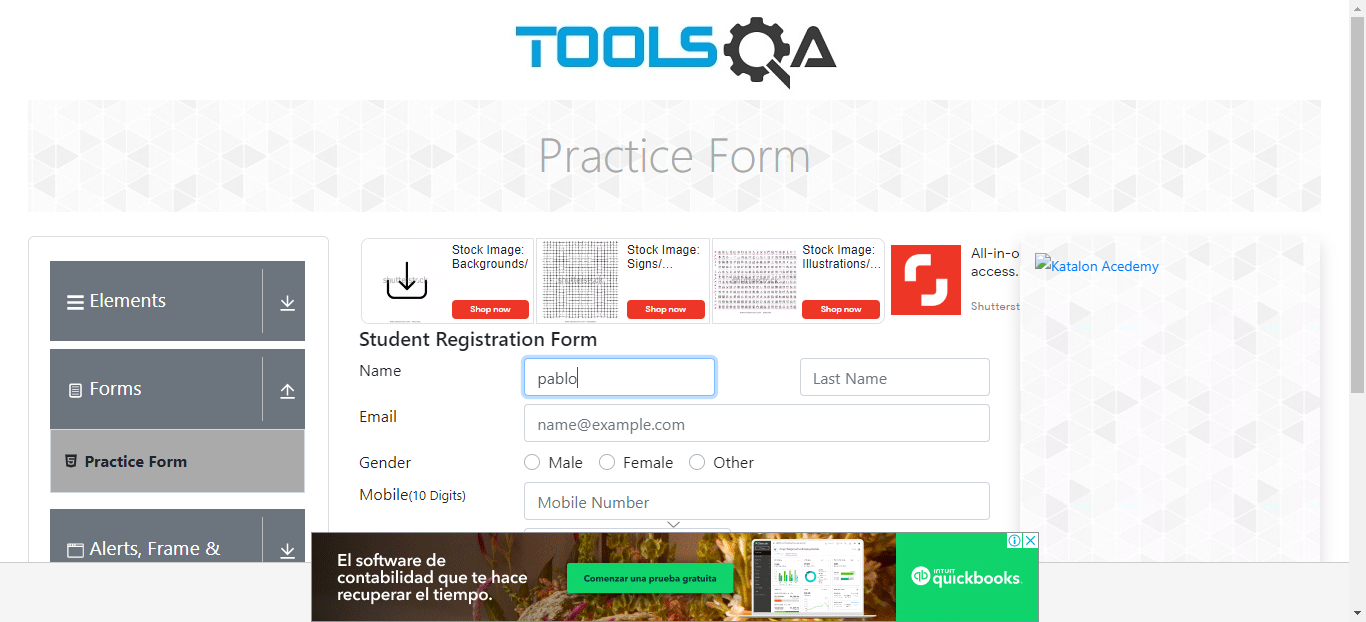 TOOLSQA
Practice Form
Elements
Forms
Practice Form
Alerts, Frame &
Stock Image:
Backgrounds/
Shop now
Stock Image:
Signs/...
Shop now
Stock Image:
Illustrations/...
Shop now
All-in-o
access.
Shutterst
Katalon Acedemy
Student Registration Form
Name
pablo
Last Name
Email
name@example.com
Gender
Male
Female
Other
Mobile(10 Digits)
Mobile Number
El software de
contabilidad que te hace
recuperar el tiempo.
Comenzar una prueba gratuita
INTUIT
quickbooks.